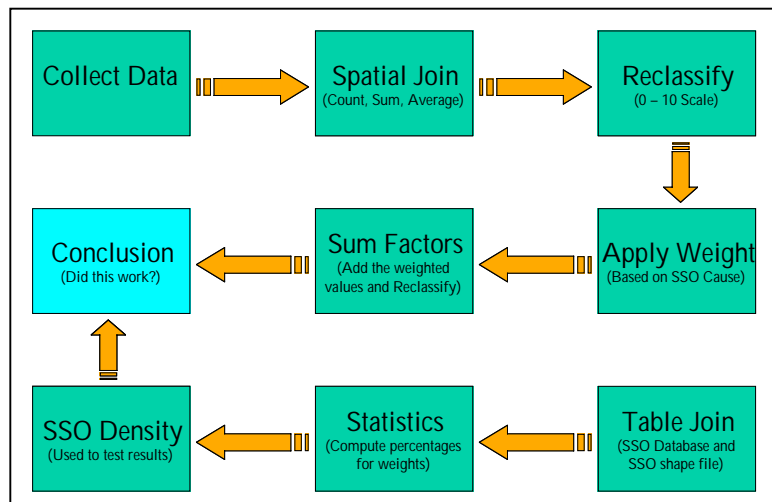 Collect Data
Spatial Join
(Count, Sum, Average)
Reclassify
(0 – 10 Scale)
Conclusion
(Did this work?)
Sum Factors
(Add the weighted
values and Reclassify)
Apply Weight
(Based on SSO Cause)
SSO Density
(Used to test results)
Statistics
(Compute percentages
for weights)
Table Join
(SSO Database and
SSO shape file)